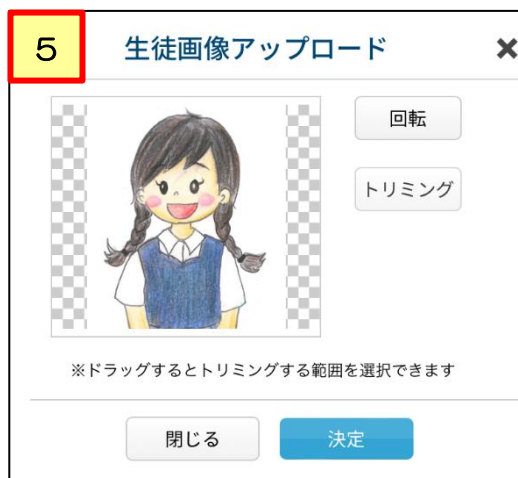 5
生徒画像アップロード
回転
トリミング
※ドラッグするとトリミングする範囲を選択できます
閉じる
決定